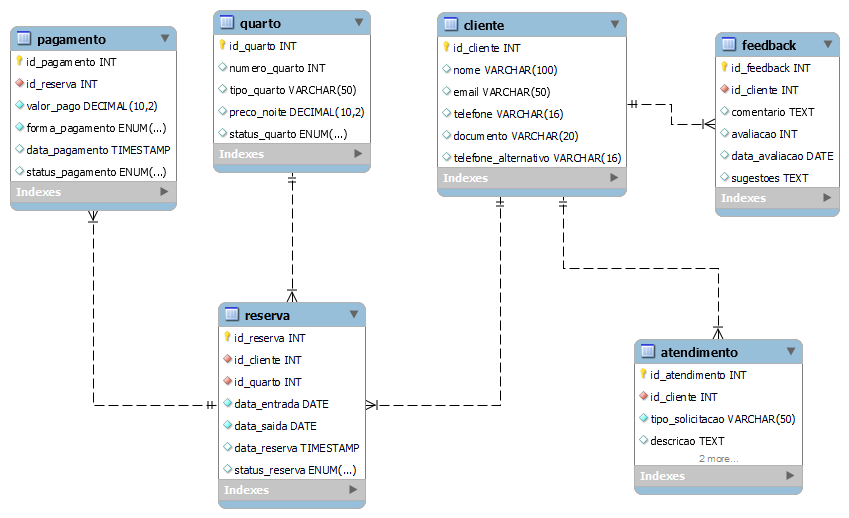 pagamento
id_pagamento INT
id_reserva INT
valor_pago DECIMAL(10,2)
forma_pagamento ENUM(...)
data_pagamento TIMESTAMP
status_pagamento ENUM(...)
Indexes
quarto
id_quarto INT
numero_quarto INT
tipo_quarto VARCHAR(50)
preco_noite DECIMAL(10,2)
status_quarto ENUM(...)
Indexes
cliente
id_cliente INT
nome VARCHAR(100)
email VARCHAR(50)
telefone VARCHAR(16)
documento VARCHAR(20)
telefone_alternativo VARCHAR(16)
Indexes
feedback
id_feedback INT
id_cliente INT
comentario TEXT
avaliacao INT
data_avaliacao DATE
sugestoes TEXT
Indexes
reserva
id_reserva INT
id_cliente INT
id_quarto INT
data_entrada DATE
data_saida DATE
data_reserva TIMESTAMP
status_reserva ENUM(...)
Indexes
atendimento
id_atendimento INT
id_cliente INT
tipo_solicitacao VARCHAR(50)
descricao TEXT
2 more...
Indexes